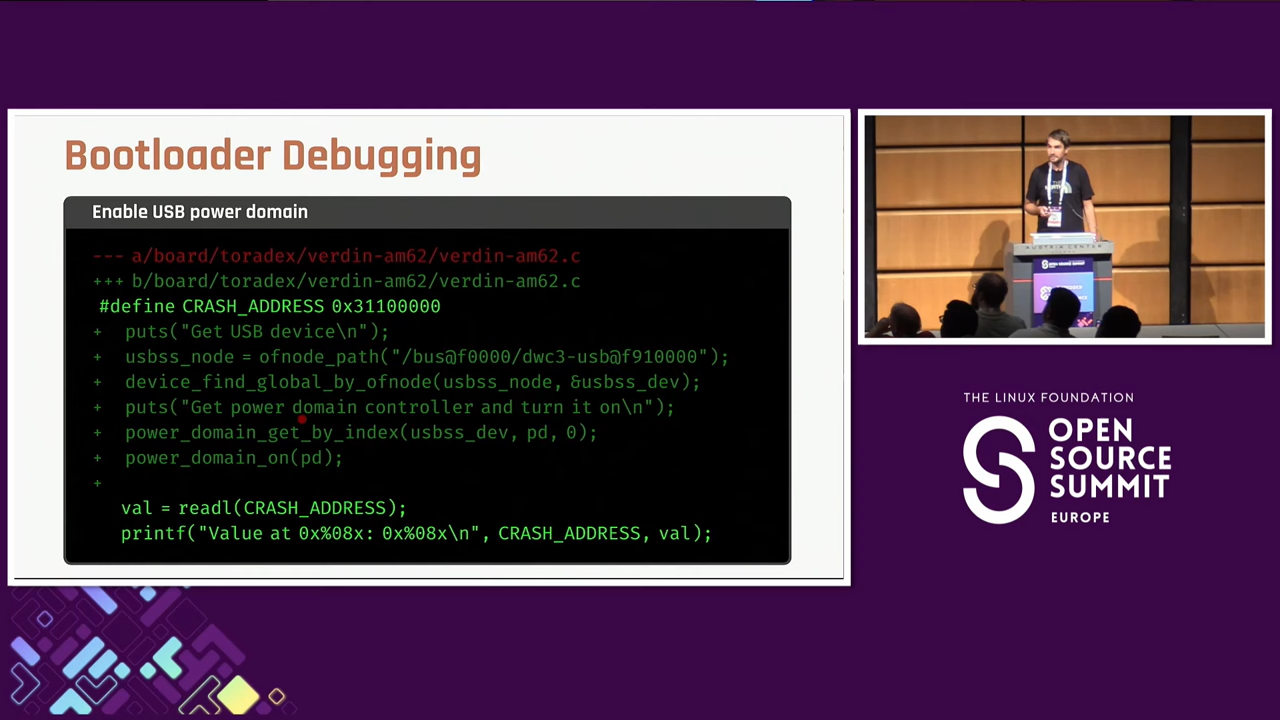 Bootloader Debugging
Enable USB power domain
--- a/board/toradex/verdin-am62/verdin-am62.c
+++ b/board/toradex/verdin-am62/verdin-am62.c
#define CRASH_ADDRESS 0x31100000
+ puts("Get USB device\n");
+ usbss_node = ofnode_path("/bus@f0000/dwc3-usb@f910000");
+ device_find_global_by_ofnode(usbss_node, &usbss_dev);
+ puts("Get power domain controller and turn it on\n");
+ power_domain_get_by_index(usbss_dev, pd, 0);
+ power_domain_on(pd);
+
val = readl(CRASH_ADDRESS);
printf("Value at 0x%08x: 0x%08x\n", CRASH_ADDRESS, val);
AUSTRIA CENTER
THE LINUX FOUNDATION
OPEN
SOURCE
SUMMIT
EUROPE